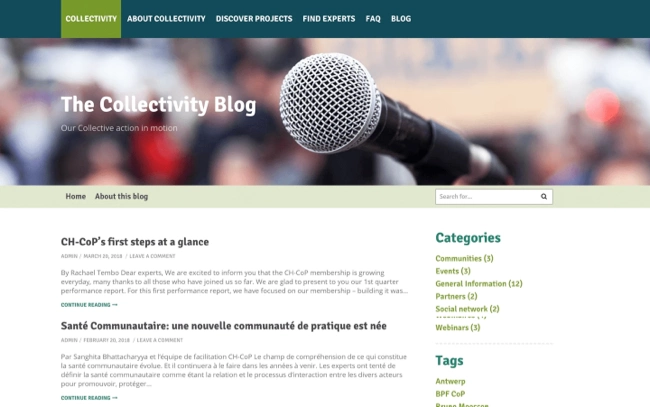 COLLECTIVITY ABOUT COLLECTIVITY DISCOVER PROJECTS FIND EXPERTS FAQ BLOG
The Collectivity Blog
Our Collective action in motion
Home About this blog
Search for...
CH-CoP's first steps at a glance
ADMIN / MARCH 20, 2018 / LEAVE A COMMENT
By Rachael Tembo Dear experts, We are excited to inform you that the CH-CoP membership is growing
everyday, many thanks to all those who have joined us so far. We are glad to present to you our 1st quarter
performance report. For this first performance report, we have focused on our membership – building it was...
CONTINUE READING →
Santé Communautaire: une nouvelle communauté de pratique est née
ADMIN / FEBRUARY 20, 2018 / LEAVE A COMMENT
Par Sanghita Bhattacharyya et l'équipe de facilitation CH-CoP Le champ de compréhension de ce qui constitue
la santé communautaire évolue. Et il continuera à le faire dans les années à venir. Les experts ont tenté de
définir la santé communautaire comme étant la relation et le processus d'interaction entre les divers acteurs
pour promouvoir, protéger...
CONTINUE READING →
Categories
Communities (3)
Events (3)
General Information (12)
Partners (2)
Social network (2)
Webinars (3)
Tags
Antwerp
BPF CoP